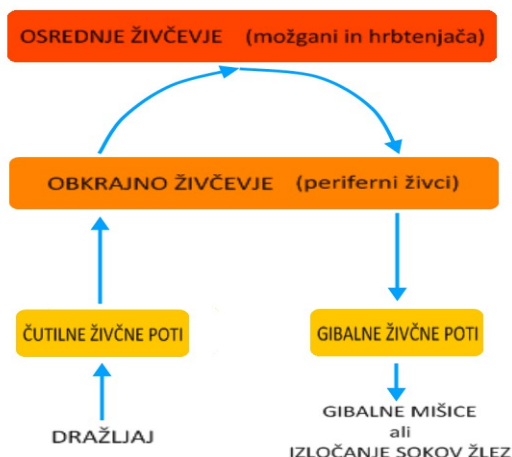 OSREDNJE ŽIVČEVJE (možgani in hrbtenjača)
OBKRAJNO ŽIVČEVJE (periferni živci)
ČUTILNE ŽIVČNE POTI
GIBALNE ŽIVČNE POTI
DRAŽLJAJ
GIBALNE MIŠICE
ali
IZLOČANJE SOKOV ŽLEZ